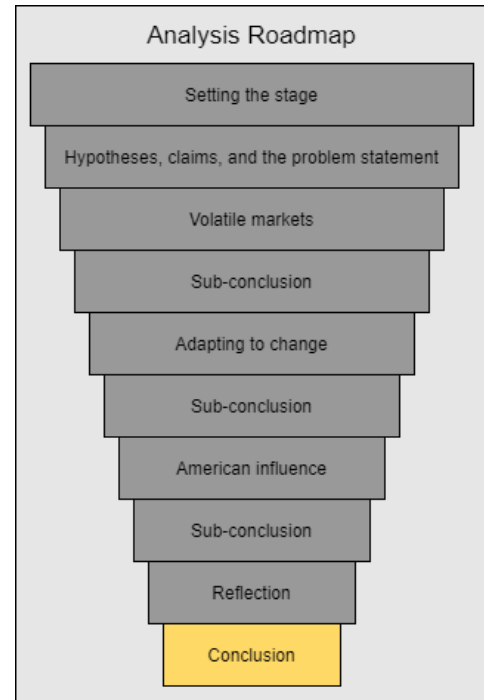 Analysis Roadmap
Setting the stage
Hypotheses, claims, and the problem statement
Volatile markets
Sub-conclusion
Adapting to change
Sub-conclusion
American influence
Sub-conclusion
Reflection
Conclusion